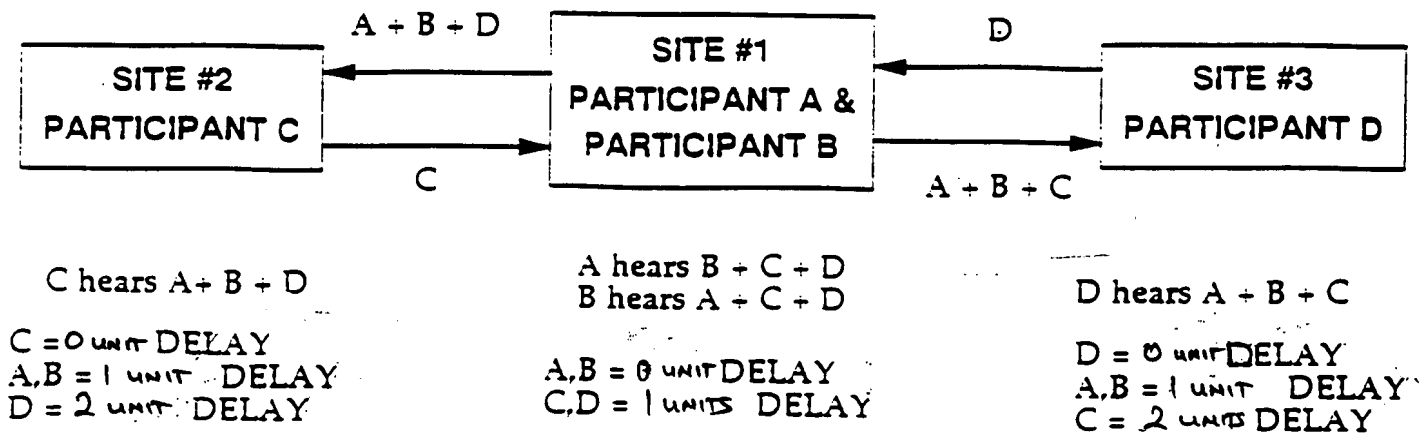 A + B + D
SITE #1
PARTICIPANT A &
PARTICIPANT B
D
SITE #2
PARTICIPANT C
SITE #3
PARTICIPANT D
C
A + B + C
C hears A + B + D
C = 0 UNIT DELAY
A,B = 1 UNIT DELAY
D = 2 UNIT DELAY
A hears B + C + D
B hears A + C + D
A,B = 0 UNIT DELAY
C,D = 1 UNITS DELAY
D hears A + B + C
D = 0 UNIT DELAY
A,B = 1 UNIT DELAY
C = 2 UNITS DELAY